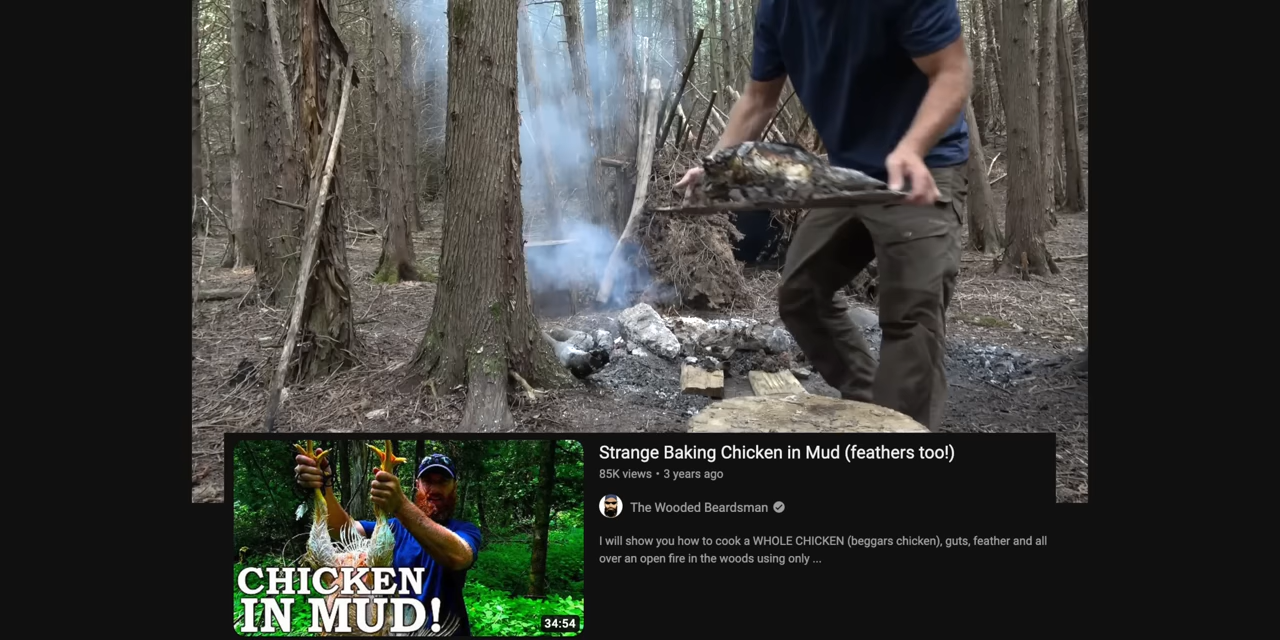 Strange Baking Chicken in Mud (feathers too!)
85K views • 3 years ago
The Wooded Beardsman
I will show you how to cook a WHOLE CHICKEN (beggars chicken), guts, feather and all
over an open fire in the woods using only ...
CHICKEN
IN MUD!
34:54